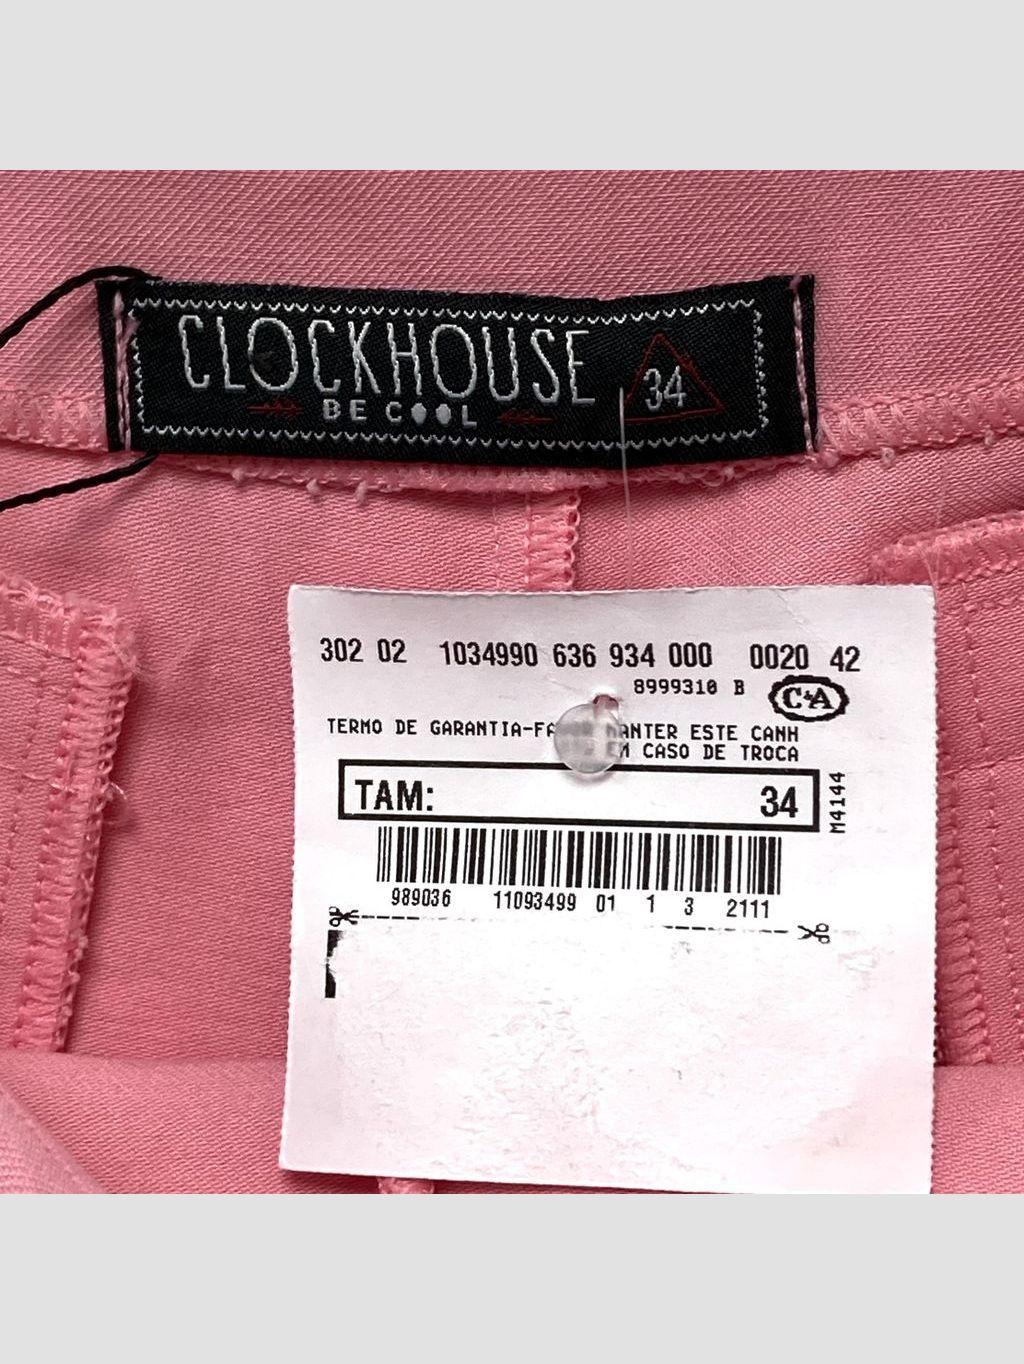 CLOCKHOUSE
BE COOL
34
302 02 1034990 636 934 000 0020 42
8999310 B C&A
TERMO DE GARANTIA-FAVOR MANTER ESTE CANH
EM CASO DE TROCA
TAM: 34
M4144
989036 11093499 01 1 3 2111